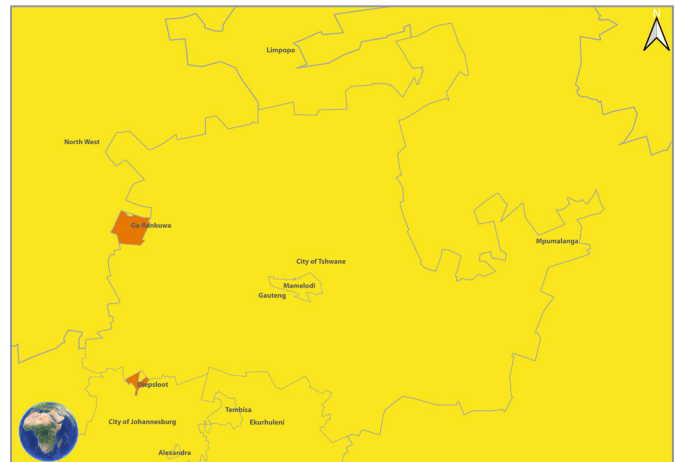 N
Limpopo
North West
Ga-Rankuwa
Mpumalanga
City of Tshwane
Mamelodi
Gauteng
Diepsloot
Tembisa
City of Johannesburg
Ekurhuleni
Alexandra